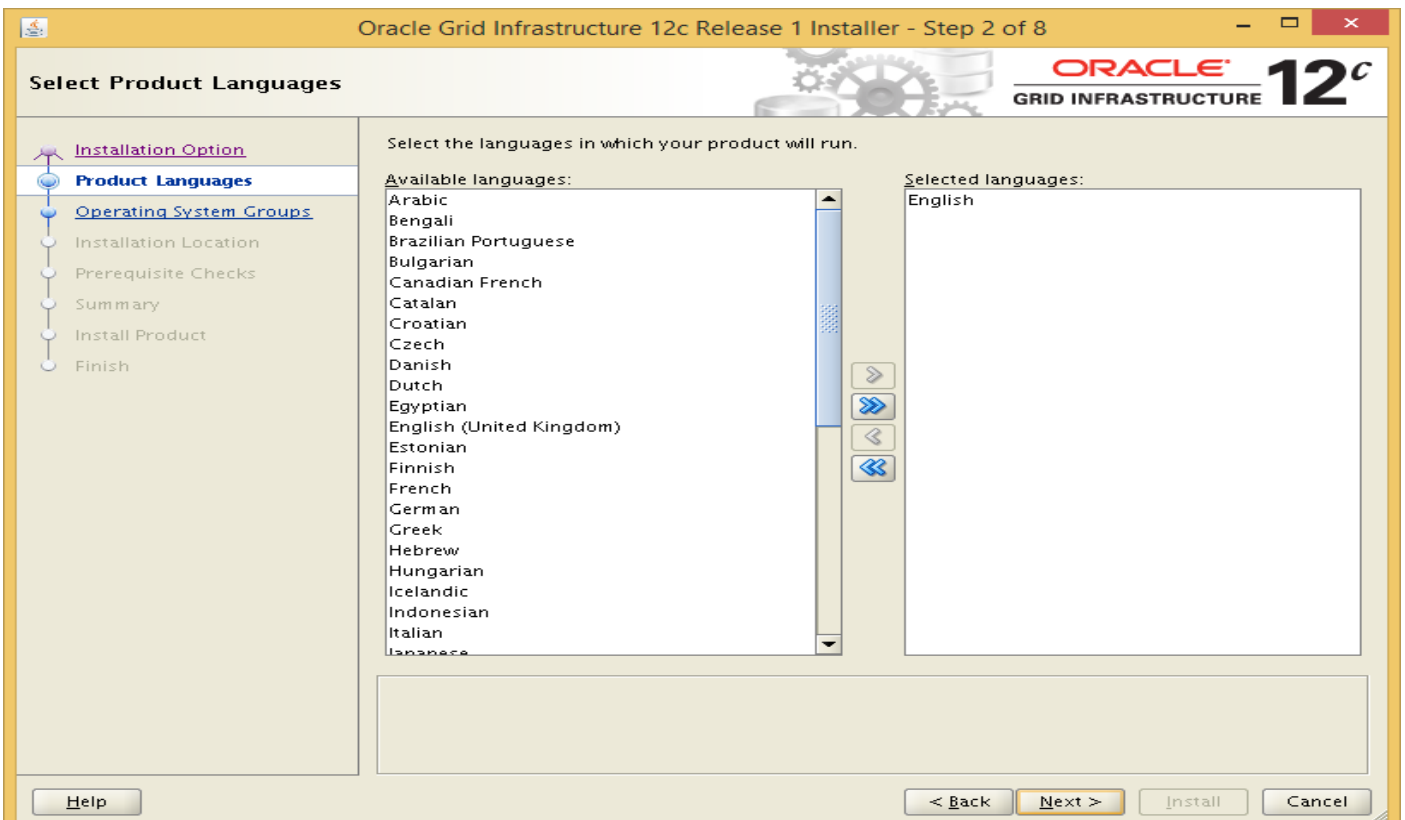 Oracle Grid Infrastructure 12c Release 1 Installer - Step 2 of 8
Select Product Languages
ORACLE
GRID INFRASTRUCTURE
12c
Installation Option
Product Languages
Operating System Groups
Installation Location
Prerequisite Checks
Summary
Install Product
Finish
Select the languages in which your product will run.
Available languages:
Arabic
Bengali
Brazilian Portuguese
Bulgarian
Canadian French
Catalan
Croatian
Czech
Danish
Dutch
Egyptian
English (United Kingdom)
Estonian
Finnish
French
German
Greek
Hebrew
Hungarian
Icelandic
Indonesian
Italian
Japanese
Selected languages:
English
Help
< Back
Next >
Install
Cancel